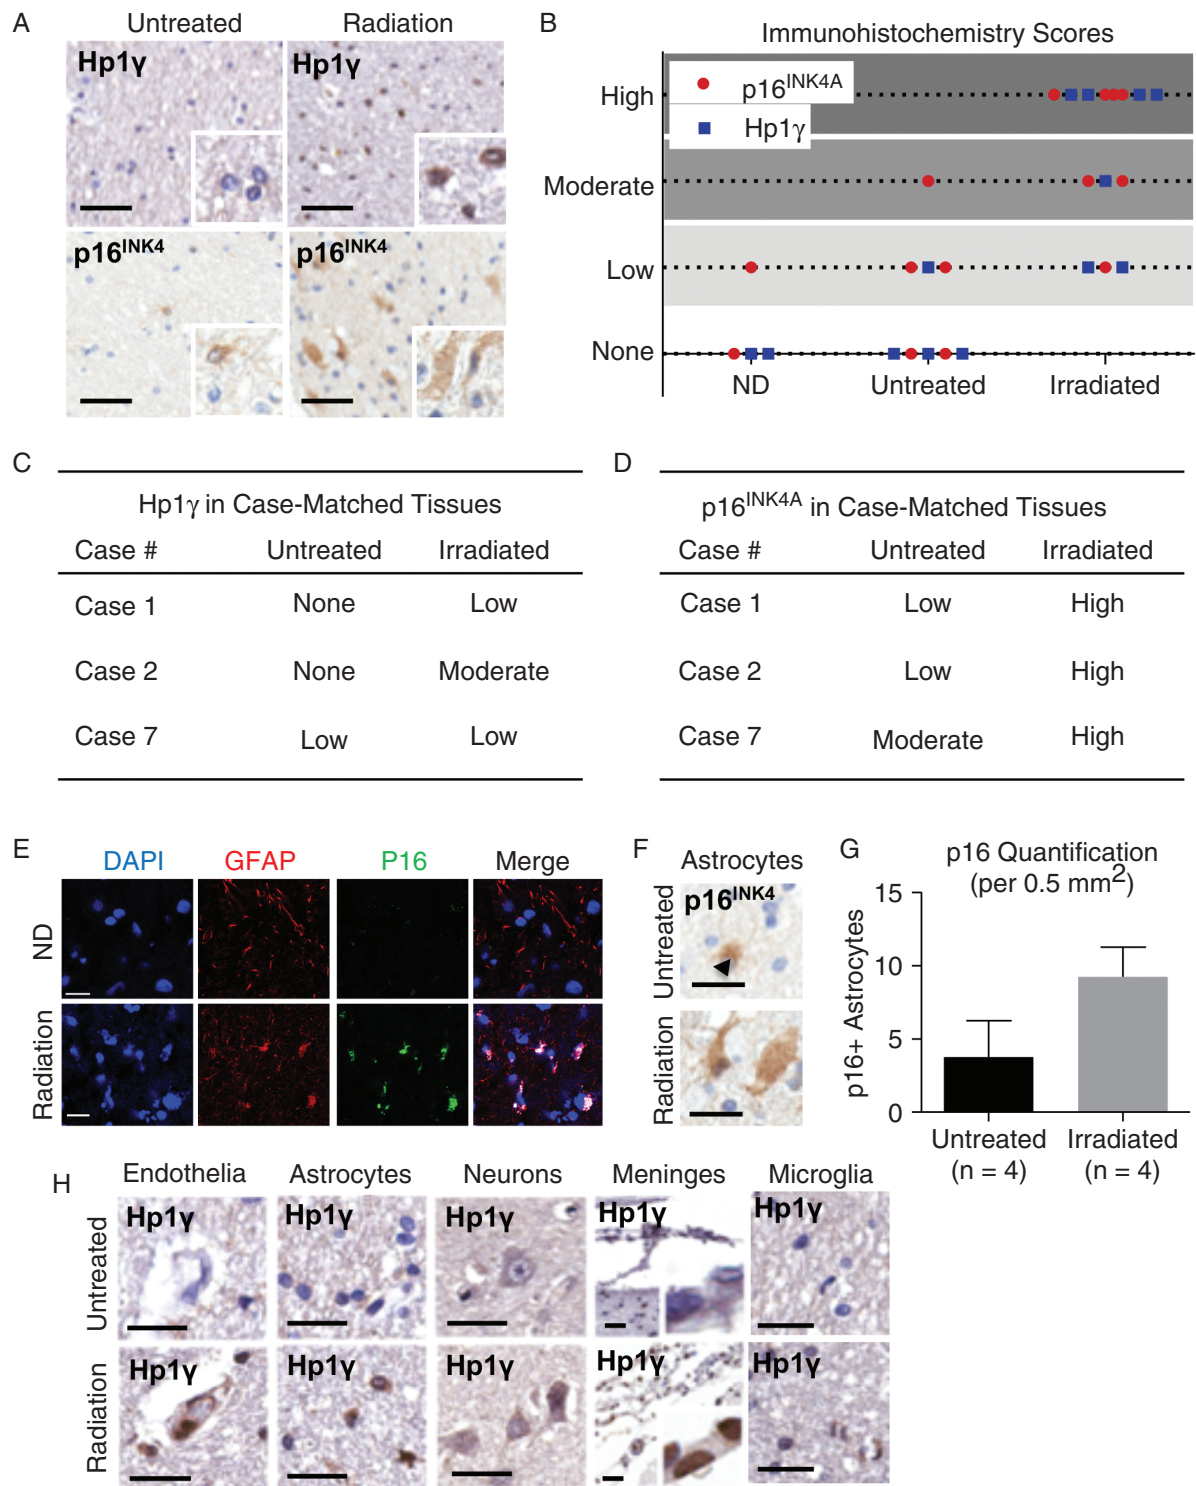 A
Untreated
Radiation
Hp1γ
Hp1γ
p16INK4
p16INK4
B
Immunohistochemistry Scores
High
Moderate
Low
None
p16INK4A
Hp1γ
ND
Untreated
Irradiated
C
Hp1γ in Case-Matched Tissues
Case # Untreated Irradiated
Case 1 None Low
Case 2 None Moderate
Case 7 Low Low
D
p16INK4A in Case-Matched Tissues
Case # Untreated Irradiated
Case 1 Low High
Case 2 Low High
Case 7 Moderate High
E
DAPI GFAP P16 Merge
ND
Radiation
F
Astrocytes
Untreated
p16INK4
Radiation
G
p16 Quantification
(per 0.5 mm2)
p16+ Astrocytes
15
10
5
0
Untreated
(n = 4)
Irradiated
(n = 4)
H
Endothelia Astrocytes Neurons Meninges Microglia
Untreated
Hp1γ Hp1γ Hp1γ Hp1γ Hp1γ
Radiation
Hp1γ Hp1γ Hp1γ Hp1γ Hp1γ